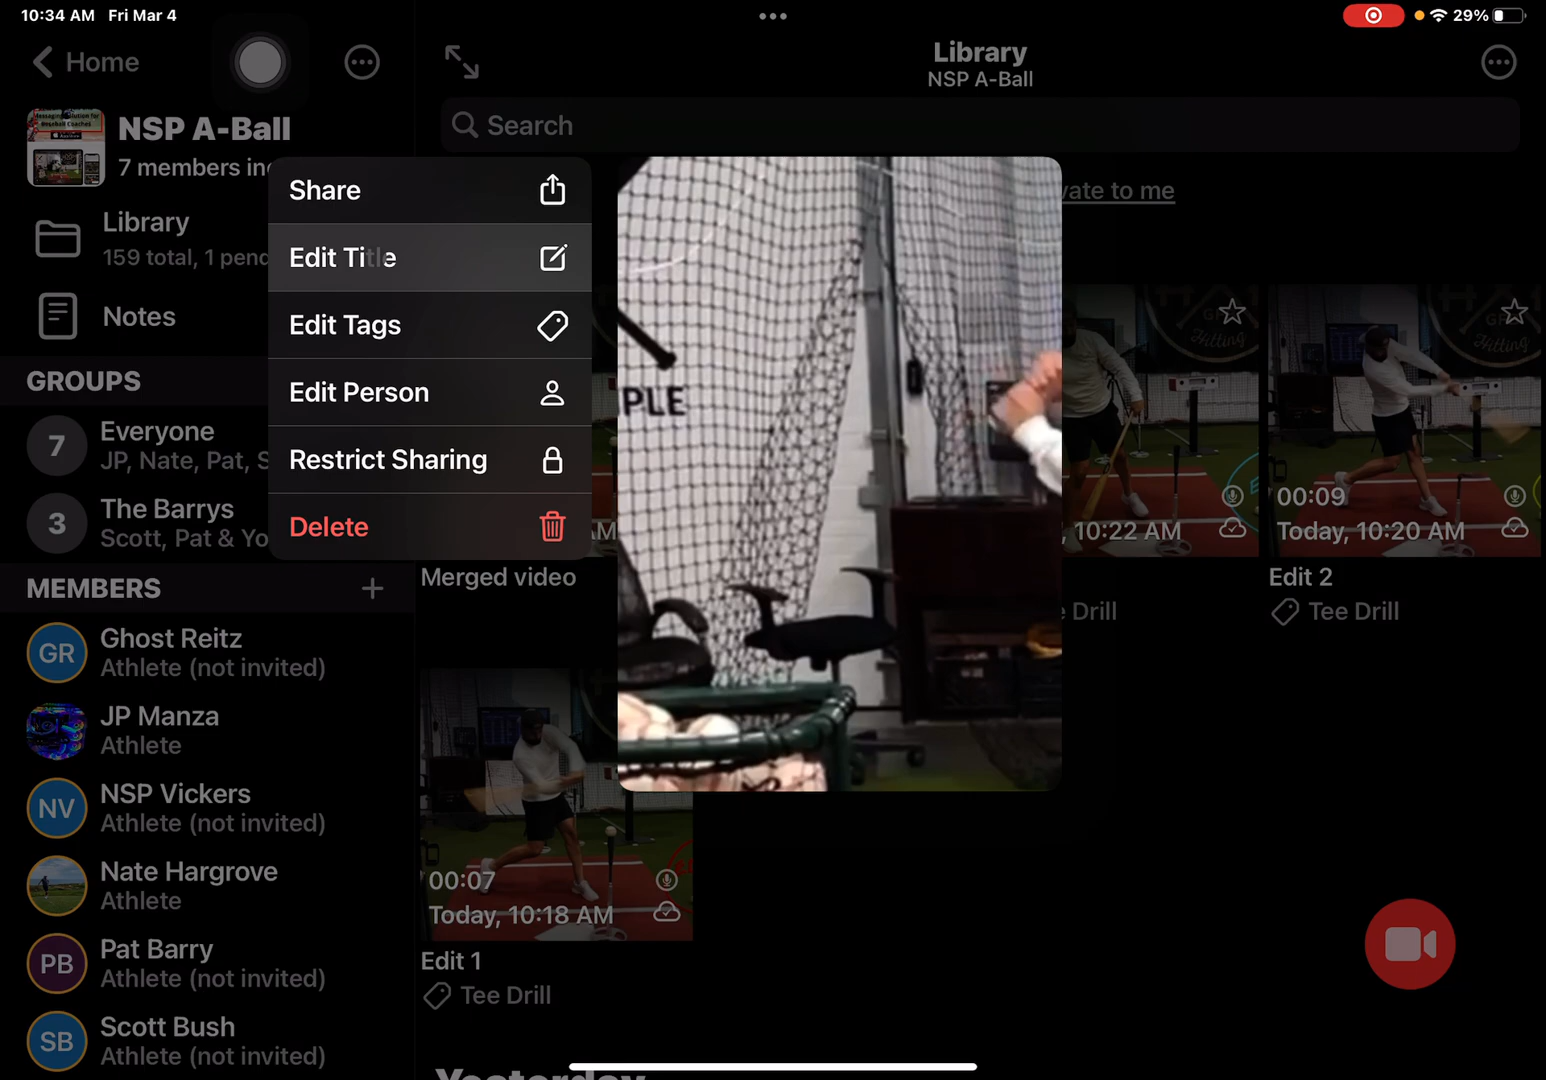 10:34 AM Fri Mar 4
29%
Home
Library
NSP A-Ball
Search
NSP A-Ball
7 members
Library
159 total, 1
Notes
GROUPS
7
Everyone
JP, Nate, Pat,
3
The Barrys
Scott, Pat &
MEMBERS
GR
Ghost Reitz
Athlete (not invited)
JP Manza
Athlete
NV
NSP Vickers
Athlete (not invited)
Nate Hargrove
Athlete
PB
Pat Barry
Athlete (not invited)
SB
Scott Bush
Athlete (not invited)
Share
Edit Title
Edit Tags
Edit Person
Restrict Sharing
Delete
PLE
vate to me
Merged video
, 10:22 AM
Drill
00:09
Today, 10:20 AM
Edit 2
Tee Drill
00:07
Today, 10:18 AM
Edit 1
Tee Drill
Yesterday